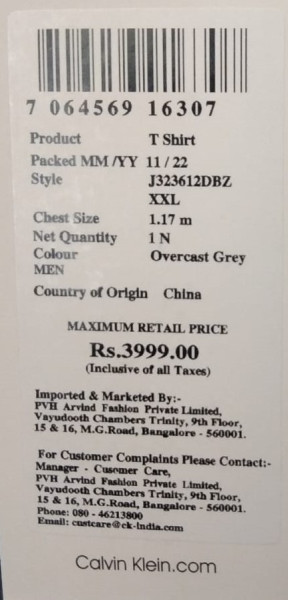 7 064569 16307
Product T Shirt
Packed MM /YY 11 / 22
Style J323612DBZ
XXL
Chest Size 1.17 m
Net Quantity 1 N
Colour Overcast Grey
MEN
Country of Origin China
MAXIMUM RETAIL PRICE
Rs.3999.00
(Inclusive of all Taxes)
Imported & Marketed By:-
PVH Arvind Fashion Private Limited,
Vayudooth Chambers Trinity, 9th Floor,
15 & 16, M.G.Road, Bangalore - 560001.
For Customer Complaints Please Contact:-
Manager - Cusomer Care,
PVH Arvind Fashion Private Limited,
Vayudooth Chambers Trinity, 9th Floor,
15 & 16, M.G.Road, Bangalore - 560001.
Phone: 080 - 46213800
Email: custcare@ck-india.com
Calvin Klein.com